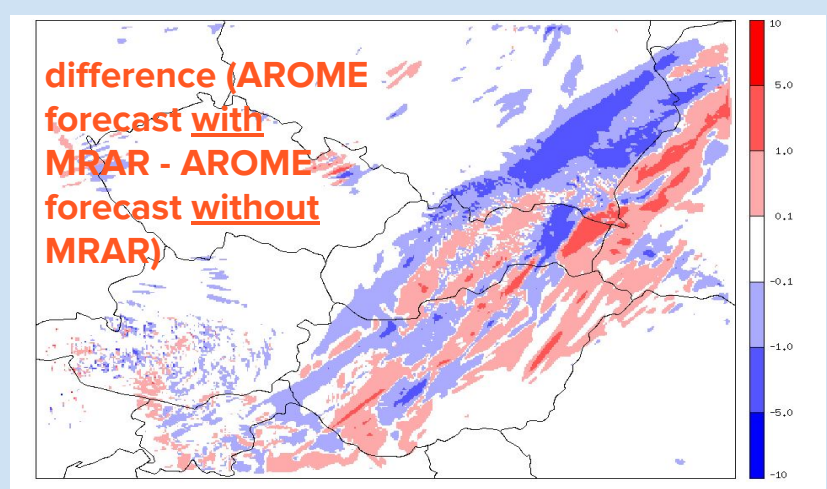 difference (AROME
forecast with
MRAR - AROME
forecast without
MRAR)
10
5.0
1.0
0.1
-0.1
-1.0
-5.0
-10